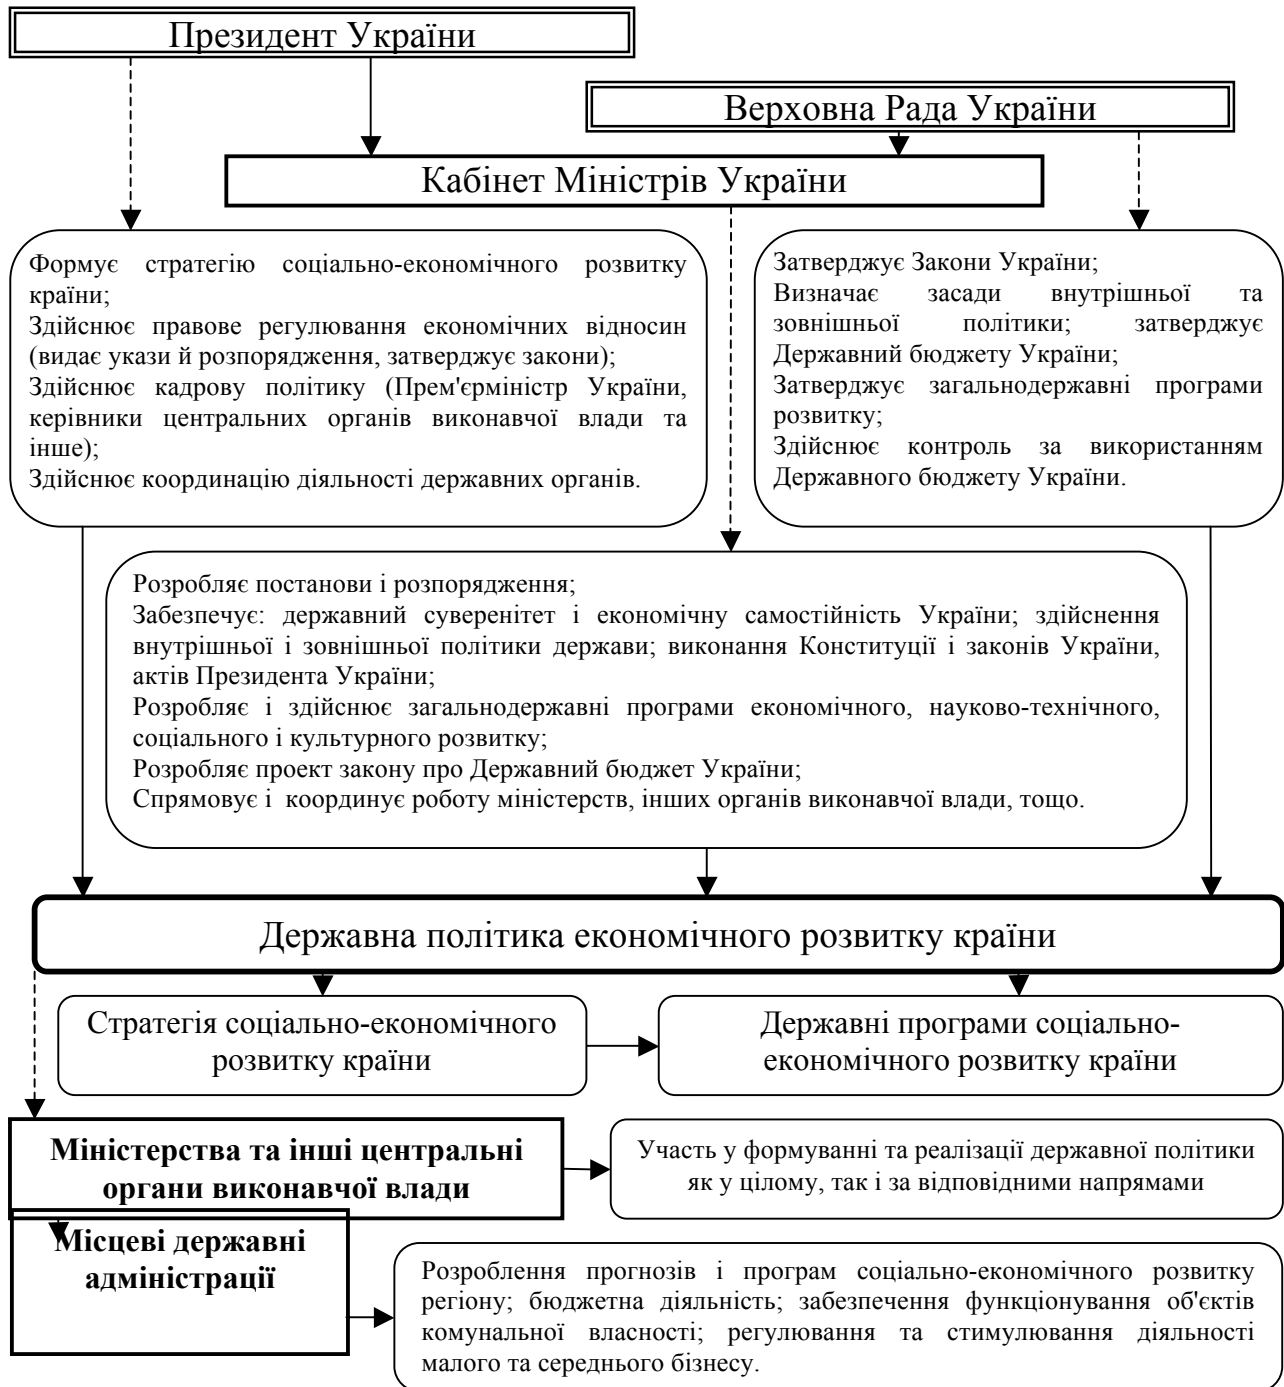 Президент України
Верховна Рада України
Кабінет Міністрів України
Формує стратегію соціально-економічного розвитку
країни;
Здійснює правове регулювання економічних відносин
(видає укази й розпорядження, затверджує закони);
Здійснює кадрову політику (Прем'єрміністр України,
керівники центральних органів виконавчої влади та
інше);
Здійснює координацію діяльності державних органів.
Затверджує Закони України;
Визначає засади внутрішньої та
зовнішньої політики; затверджує
Державний бюджету України;
Затверджує загальнодержавні програми
розвитку;
Здійснює контроль за використанням
Державного бюджету України.
Розробляє постанови і розпорядження;
Забезпечує: державний суверенітет і економічну самостійність України; здійснення
внутрішньої і зовнішньої політики держави; виконання Конституції і законів України,
актів Президента України;
Розробляє і здійснює загальнодержавні програми економічного, науково-технічного,
соціального і культурного розвитку;
Розробляє проект закону про Державний бюджет України;
Спрямовує і координує роботу міністерств, інших органів виконавчої влади, тощо.
Державна політика економічного розвитку країни
Стратегія соціально-економічного
розвитку країни
Державні програми соціально-
економічного розвитку країни
Міністерства та інші центральні
органи виконавчої влади
Участь у формуванні та реалізації державної політики
як у цілому, так і за відповідними напрямами
Місцеві державні
адміністрації
Розроблення прогнозів і програм соціально-економічного розвитку
регіону; бюджетна діяльність; забезпечення функціонування об'єктів
комунальної власності; регулювання та стимулювання діяльності
малого та середнього бізнесу.